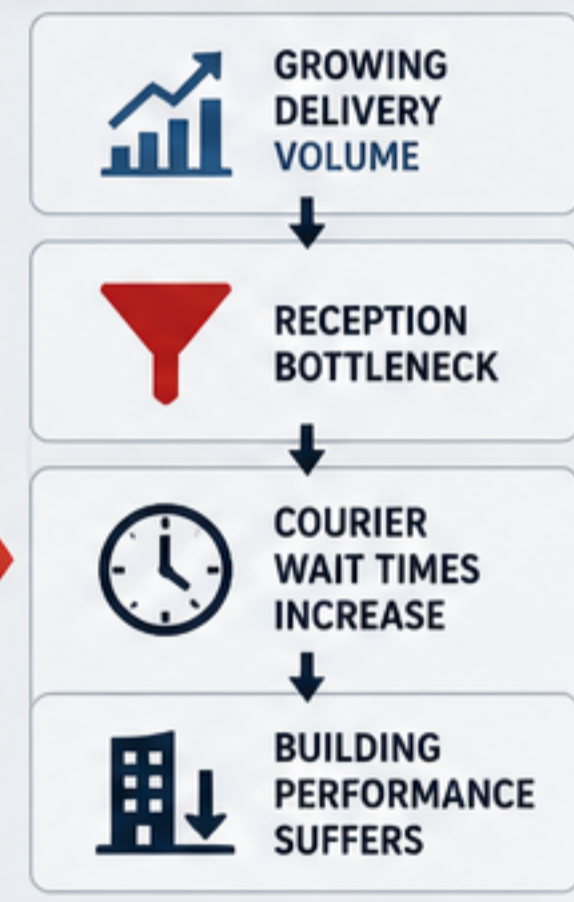 GROWING
DELIVERY
VOLUME
RECEPTION
BOTTLENECK
COURIER
WAIT TIMES
INCREASE
BUILDING
PERFORMANCE
SUFFERS